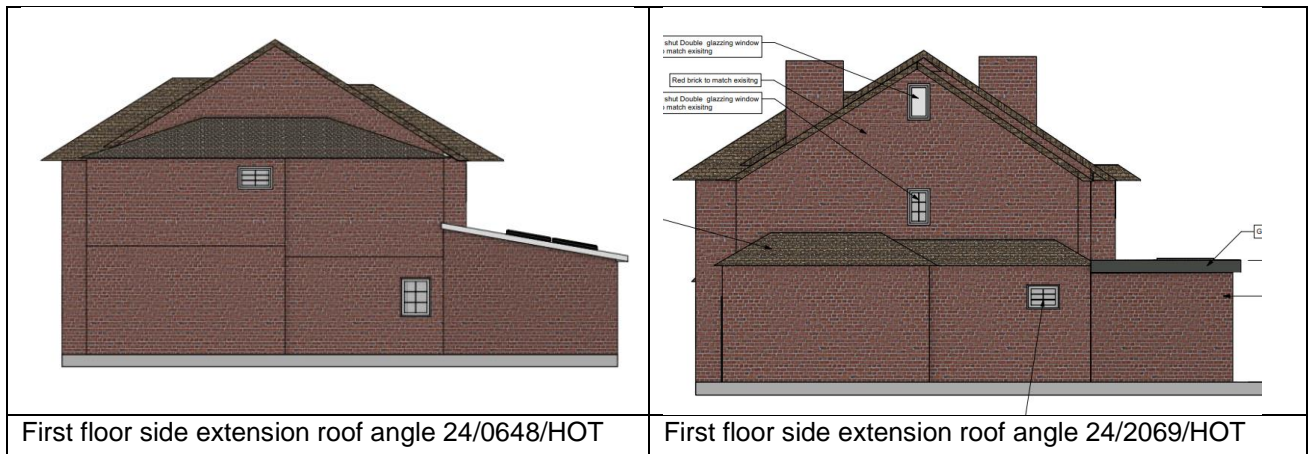 shut Double glazzing window
match exisitng
Red brick to match exisitng
shut Double glazzing window
match exisitng
G
First floor side extension roof angle 24/0648/HOT
First floor side extension roof angle 24/2069/HOT